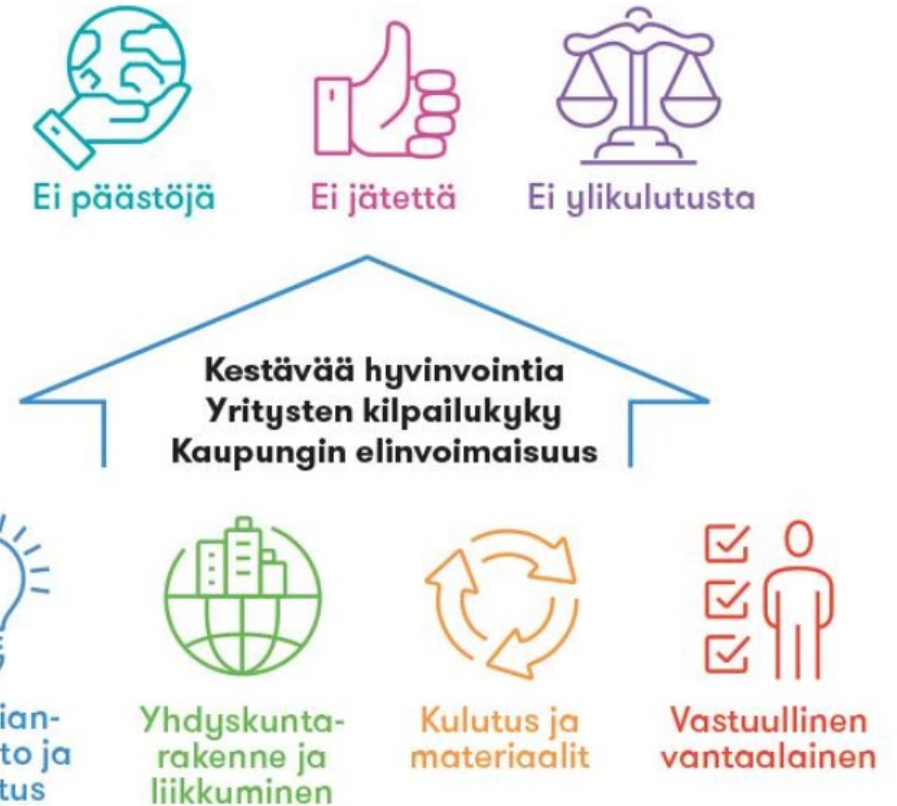 Ei päästöjä
Ei jätettä
Ei ylikulutusta
Kestävää hyvinvointia
Yritysten kilpailukyky
Kaupungin elinvoimaisuus
ja
Yhdyskunta-
rakenne ja
liikkuminen
Kulutus ja
materiaalit
Vastuullinen
vantaalainen